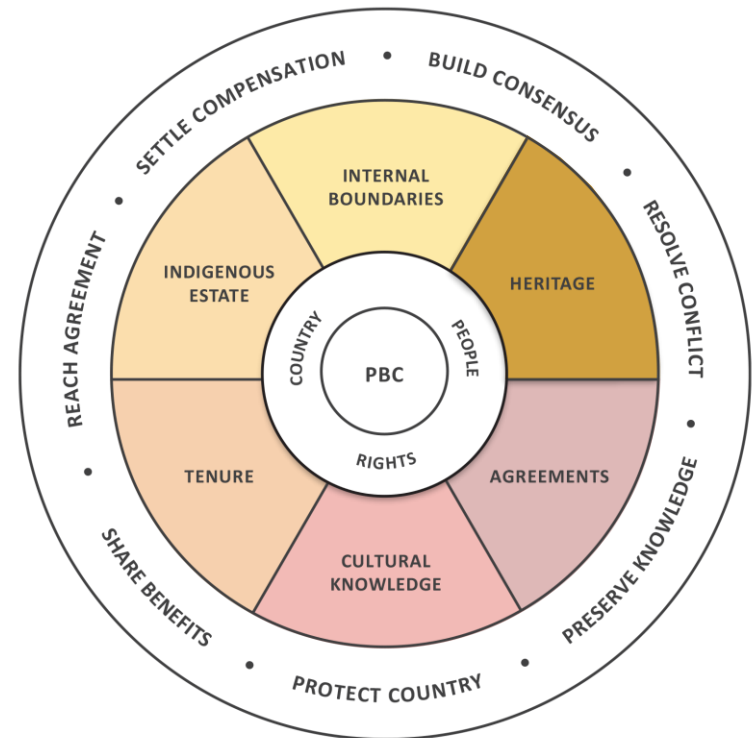 SETTLE COMPENSATION
BUILD CONSENSUS
RESOLVE CONFLICT
PRESERVE KNOWLEDGE
PROTECT COUNTRY
SHARE BENEFITS
REACH AGREEMENT
INTERNAL
BOUNDARIES
HERITAGE
AGREEMENTS
CULTURAL
KNOWLEDGE
TENURE
INDIGENOUS
ESTATE
COUNTRY
PEOPLE
RIGHTS
PBC